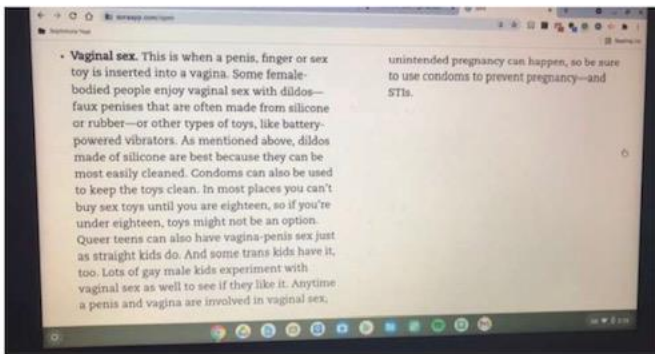 • Vaginal sex. This is when a penis, finger or sex
toy is inserted into a vagina. Some female-
bodied people enjoy vaginal sex with dildos—
faux penises that are often made from silicone
or rubber—or other types of toys, like battery-
powered vibrators. As mentioned above, dildos
made of silicone are best because they can be
most easily cleaned. Condoms can also be used
to keep the toys clean. In most places you can't
buy sex toys until you are eighteen, so if you're
under eighteen, toys might not be an option.
Queer teens can also have vagina-penis sex just
as straight kids do. And some trans kids have it,
too. Lots of gay male kids experiment with
vaginal sex as well to see if they like it. Anytime
a penis and vagina are involved in vaginal sex,
unintended pregnancy can happen, so be sure
to use condoms to prevent pregnancy—and
STIs.